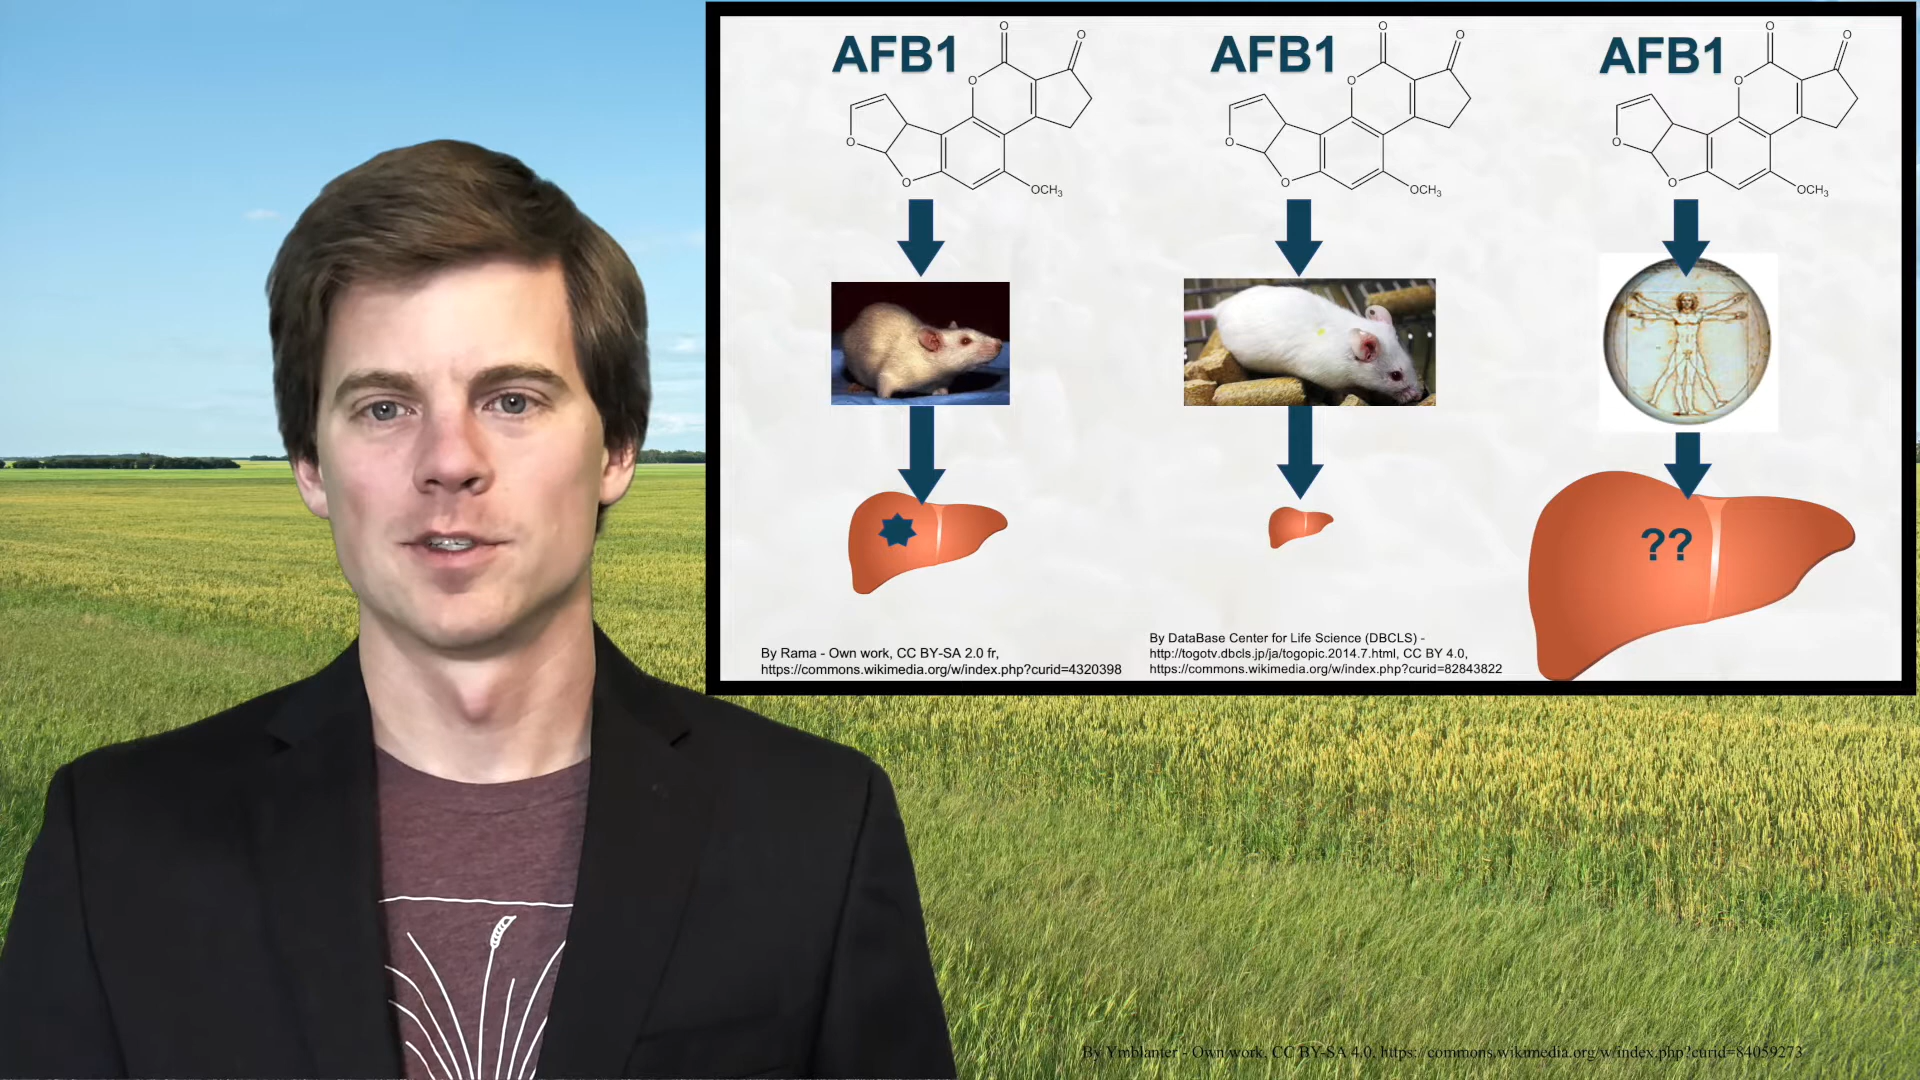 AFB1
AFB1
AFB1
O
O
O
O
O
OCH3
O
O
O
O
O
OCH3
O
O
O
O
O
OCH3
??
By Rama - Own work, CC BY-SA 2.0 fr,
https://commons.wikimedia.org/w/index.php?curid=4320398
By DataBase Center for Life Science (DBCLS) -
http://togotv.dbcls.jp/ja/togopic.2014.7.html, CC BY 4.0,
https://commons.wikimedia.org/w/index.php?curid=82843822
By Ymblanter - Own work, CC BY-SA 4.0, https://commons.wikimedia.org/w/index.php?curid=84059273